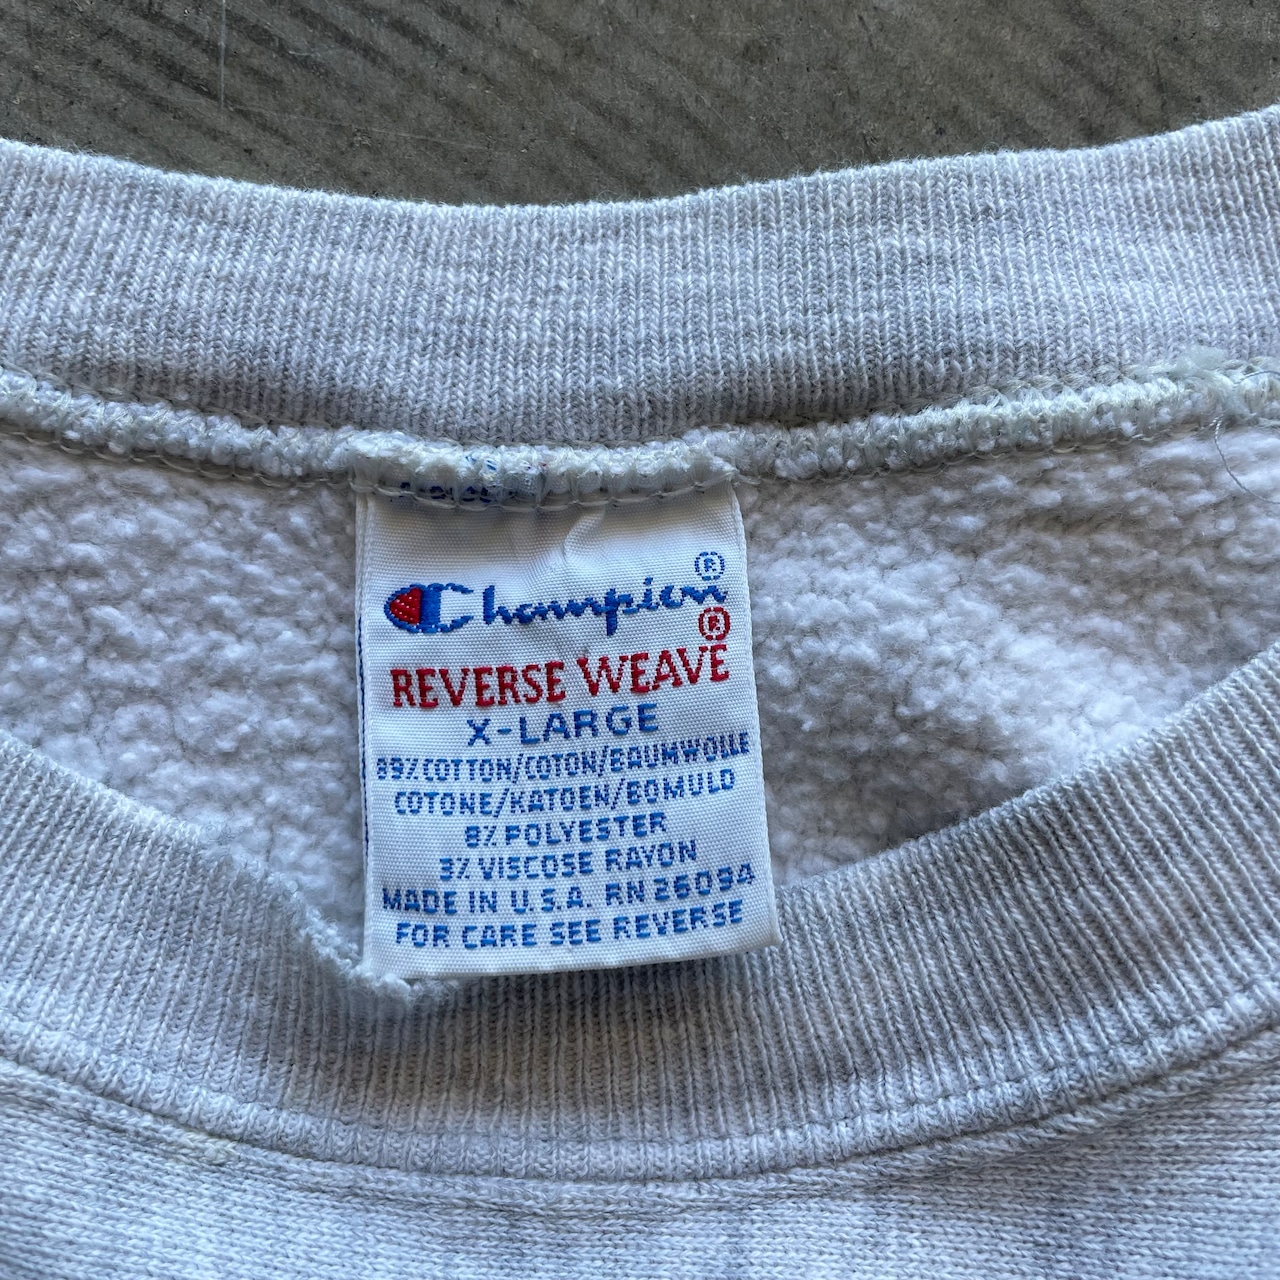 Champion®
REVERSE WEAVE®
X-LARGE
89% COTTON/COTON/BAUMWOLLE
COTONE/KATOEN/BOMULD
8% POLYESTER
3% VISCOSE RAYON
MADE IN U.S.A. RN 26094
FOR CARE SEE REVERSE